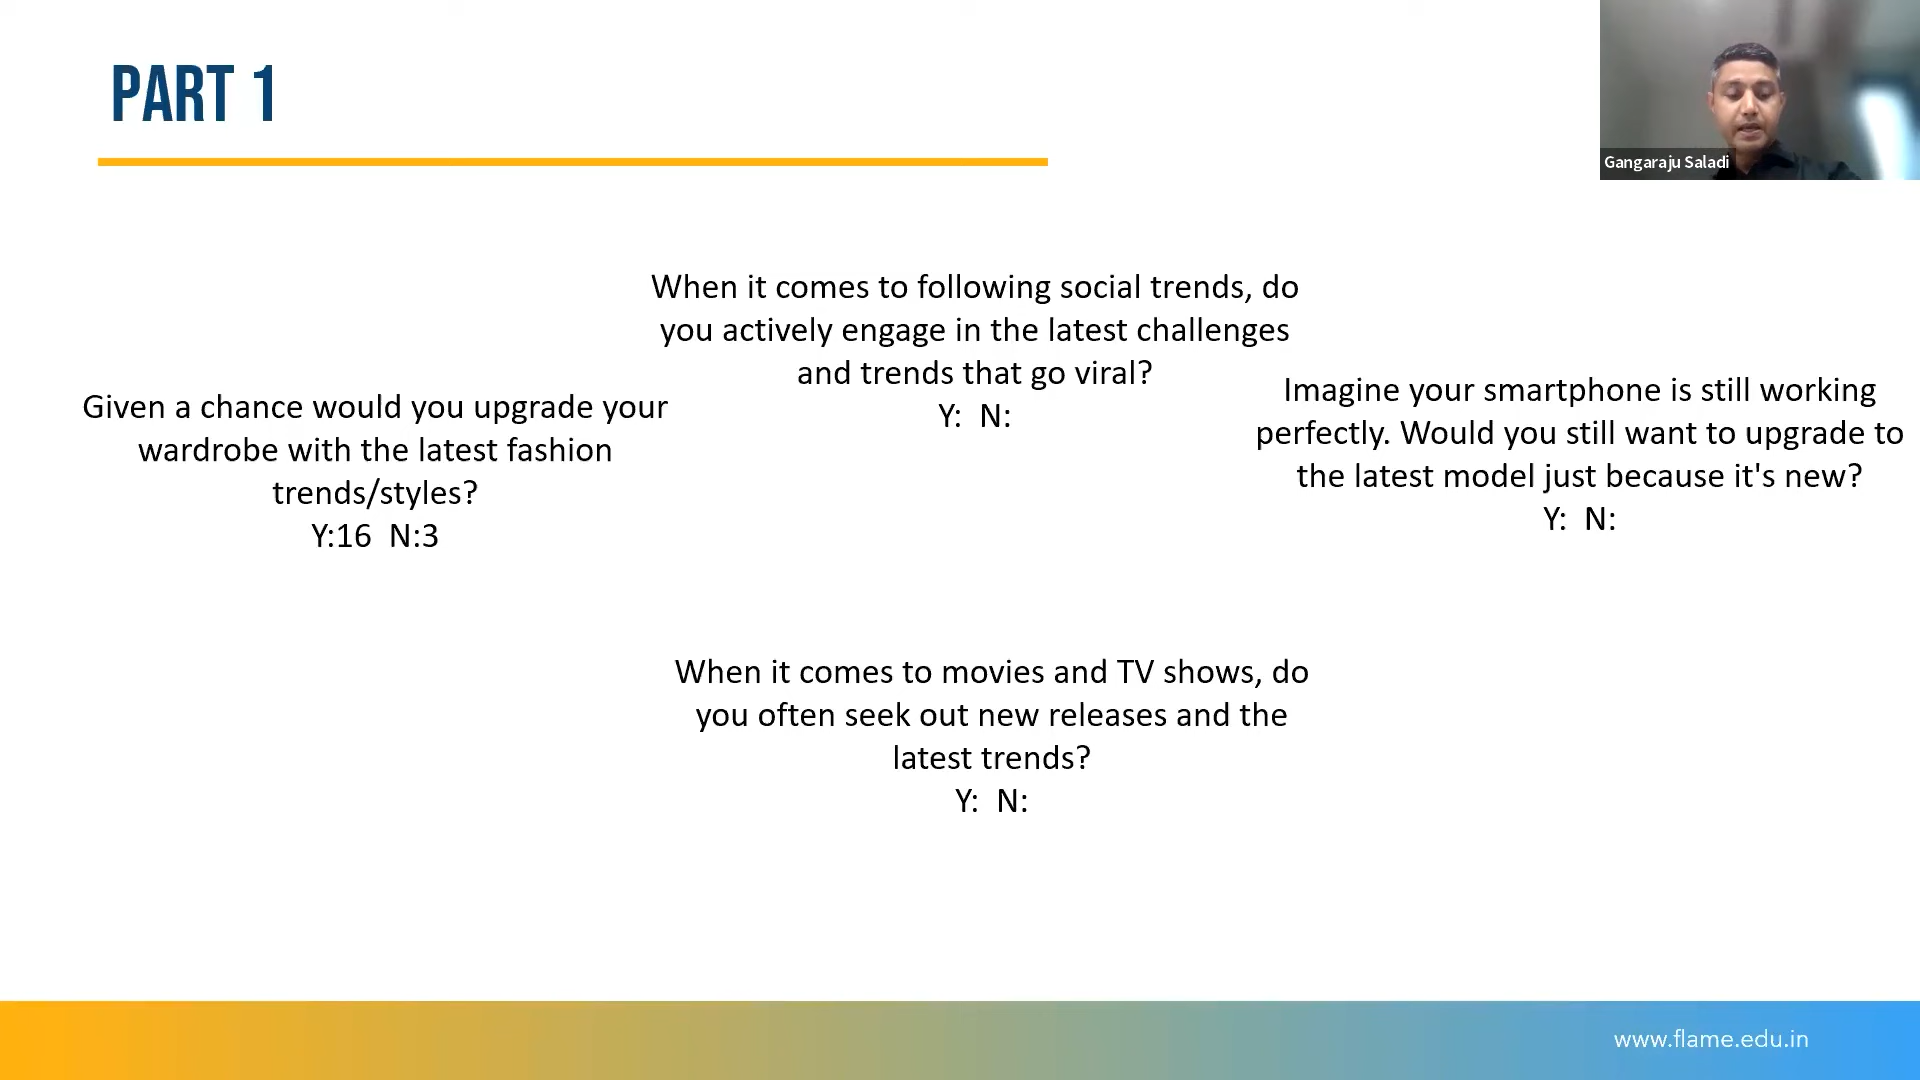 PART 1
Gangaraju Saladi
When it comes to following social trends, do
you actively engage in the latest challenges
and trends that go viral?
Y:  N:
Given a chance would you upgrade your
wardrobe with the latest fashion
trends/styles?
Y:16  N:3
Imagine your smartphone is still working
perfectly. Would you still want to upgrade to
the latest model just because it's new?
Y:  N:
When it comes to movies and TV shows, do
you often seek out new releases and the
latest trends?
Y:  N:
www.flame.edu.in